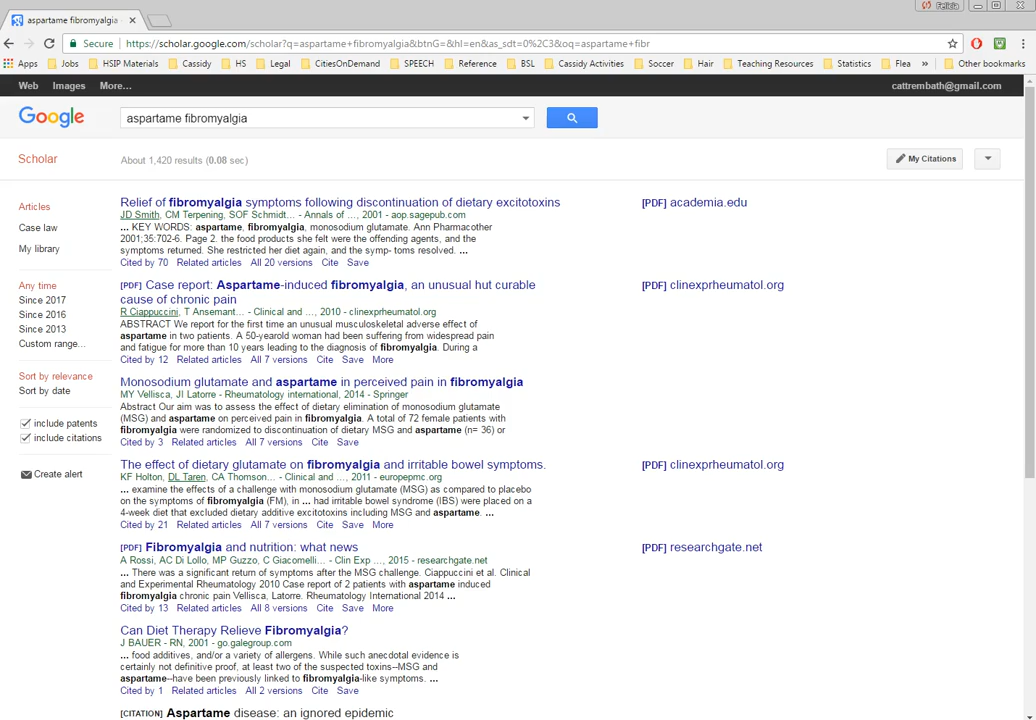 Felicia
aspartame fibromyalgia
Secure https://scholar.google.com/scholar?q=aspartame+fibromyalgia&btnG=&hl=en&as_sdt=0%2C3&oq=aspartame+fibr
Apps Jobs HSIP Materials Cassidy HS Legal CitiesOnDemand SPEECH Reference BSL Cassidy Activities Soccer Hair Teaching Resources Statistics Flea » Other bookmarks
Web Images More... cattrembath@gmail.com
Google aspartame fibromyalgia
Scholar About 1,420 results (0.08 sec) My Citations
Articles
Case law
My library
Any time
Since 2017
Since 2016
Since 2013
Custom range...
Sort by relevance
Sort by date
include patents
include citations
Create alert
Relief of fibromyalgia symptoms following discontinuation of dietary excitotoxins
JD Smith, CM Terpening, SOF Schmidt... - Annals of ..., 2001 - aop.sagepub.com
... KEY WORDS: aspartame, fibromyalgia, monosodium glutamate. Ann Pharmacother
2001;35:702-6. Page 2. the food products she felt were the offending agents, and the
symptoms returned. She restricted her diet again, and the symp- toms resolved. ...
Cited by 70 Related articles All 20 versions Cite Save
[PDF] academia.edu
[PDF] Case report: Aspartame-induced fibromyalgia, an unusual hut curable
cause of chronic pain
R Ciappuccini, T Ansemant... - Clinical and ..., 2010 - clinexprheumatol.org
ABSTRACT We report for the first time an unusual musculoskeletal adverse effect of
aspartame in two patients. A 50-yearold woman had been suffering from widespread pain
and fatigue for more than 10 years leading to the diagnosis of fibromyalgia. During a
Cited by 12 Related articles All 7 versions Cite Save More
[PDF] clinexprheumatol.org
Monosodium glutamate and aspartame in perceived pain in fibromyalgia
MY Vellisca, JI Latorre - Rheumatology international, 2014 - Springer
Abstract Our aim was to assess the effect of dietary elimination of monosodium glutamate
(MSG) and aspartame on perceived pain in fibromyalgia. A total of 72 female patients with
fibromyalgia were randomized to discontinuation of dietary MSG and aspartame (n= 36) or
Cited by 3 Related articles All 7 versions Cite Save
The effect of dietary glutamate on fibromyalgia and irritable bowel symptoms.
KF Holton, DL Taren, CA Thomson... - Clinical and ..., 2011 - europepmc.org
... examine the effects of a challenge with monosodium glutamate (MSG) as compared to placebo
on the symptoms of fibromyalgia (FM), in ... had irritable bowel syndrome (IBS) were placed on a
4-week diet that excluded dietary additive excitotoxins including MSG and aspartame. ...
Cited by 21 Related articles All 7 versions Cite Save More
[PDF] clinexprheumatol.org
[PDF] Fibromyalgia and nutrition: what news
A Rossi, AC Di Lollo, MP Guzzo, C Giacomelli... - Clin Exp ..., 2015 - researchgate.net
... There was a significant return of symptoms after the MSG challenge. Ciappuccini et al. Clinical
and Experimental Rheumatology 2010 Case report of 2 patients with aspartame induced
fibromyalgia chronic pain Vellisca, Latorre. Rheumatology International 2014 ...
Cited by 13 Related articles All 8 versions Cite Save More
[PDF] researchgate.net
Can Diet Therapy Relieve Fibromyalgia?
J BAUER - RN, 2001 - go.galegroup.com
... food additives, and/or a variety of allergens. While such anecdotal evidence is
certainly not definitive proof, at least two of the suspected toxins--MSG and
aspartame--have been previously linked to fibromyalgia-like symptoms. ...
Cited by 1 Related articles All 2 versions Cite Save
[CITATION] Aspartame disease: an ignored epidemic